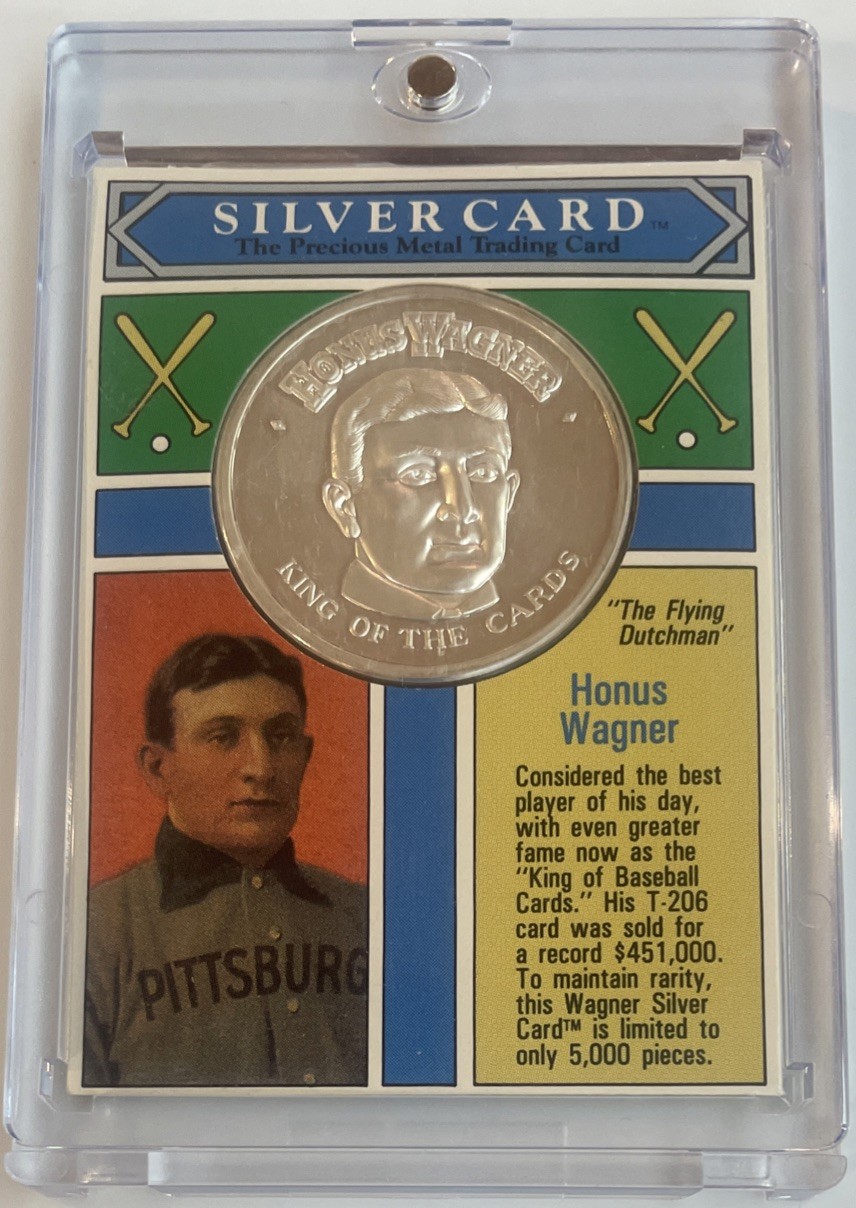 SILVER CARD™
The Precious Metal Trading Card
HONUS WAGNER
KING OF THE CARDS
"The Flying
Dutchman"
Honus
Wagner
Considered the best
player of his day,
with even greater
fame now as the
"King of Baseball
Cards." His T-206
card was sold for
a record $451,000.
To maintain rarity,
this Wagner Silver
Card™ is limited to
only 5,000 pieces.
PITTSBURG